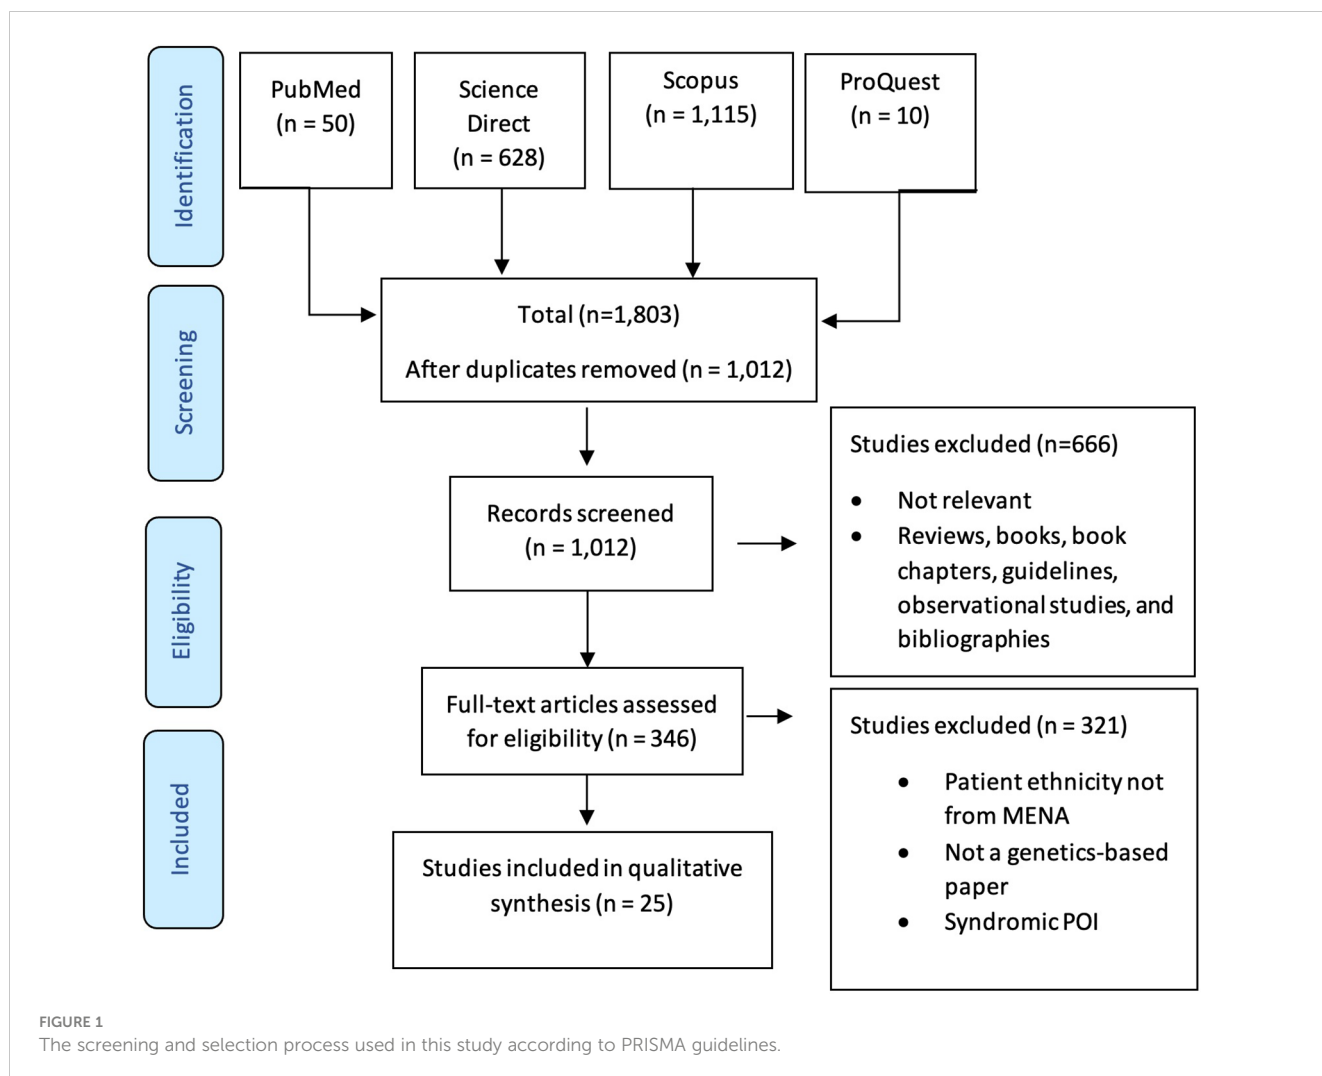 Identification
PubMed
(n = 50)
Science
Direct
(n = 628)
Scopus
(n = 1,115)
ProQuest
(n = 10)
Screening
Total (n=1,803)
After duplicates removed (n = 1,012)
Records screened
(n = 1,012)
Studies excluded (n=666)
• Not relevant
• Reviews, books, book
chapters, guidelines,
observational studies, and
bibliographies
Eligibility
Full-text articles assessed
for eligibility (n = 346)
Studies excluded (n = 321)
• Patient ethnicity not
from MENA
• Not a genetics-based
paper
• Syndromic POI
Included
Studies included in qualitative
synthesis (n = 25)
FIGURE 1
The screening and selection process used in this study according to PRISMA guidelines.